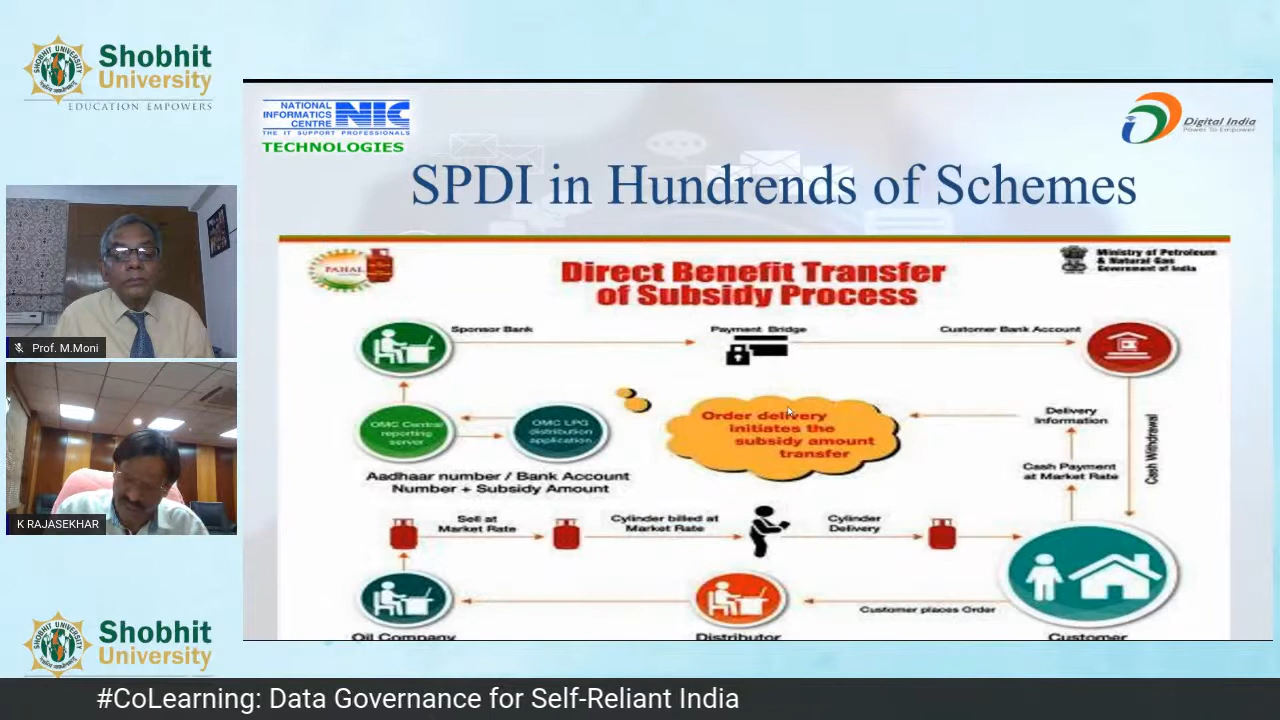 Shobhit
University
EDUCATION EMPOWERS
NATIONAL
INFORMATICS
CENTRE
NIC
THE IT SUPPORT PROFESSIONALS
TECHNOLOGIES
Digital India
Power To Empower
SPDI in Hundrends of Schemes
PAHAL
Direct Benefit Transfer
of Subsidy Process
Ministry of Petroleum
& Natural Gas
Government of India
Sponsor Bank
Payment Bridge
Customer Bank Account
OMC Central
reporting
server
OMC LPG
distribution
application
Order delivery
initiates the
subsidy amount
transfer
Delivery
Information
Cash Withdrawal
Aadhaar number / Bank Account
Number + Subsidy Amount
Cash Payment
at Market Rate
Sell at
Market Rate
Cylinder billed at
Market Rate
Cylinder
Delivery
Customer places Order
Oil Company
Distributor
Customer
Prof. M.Moni
K RAJASEKHAR
Shobhit
University
#CoLearning: Data Governance for Self-Reliant India